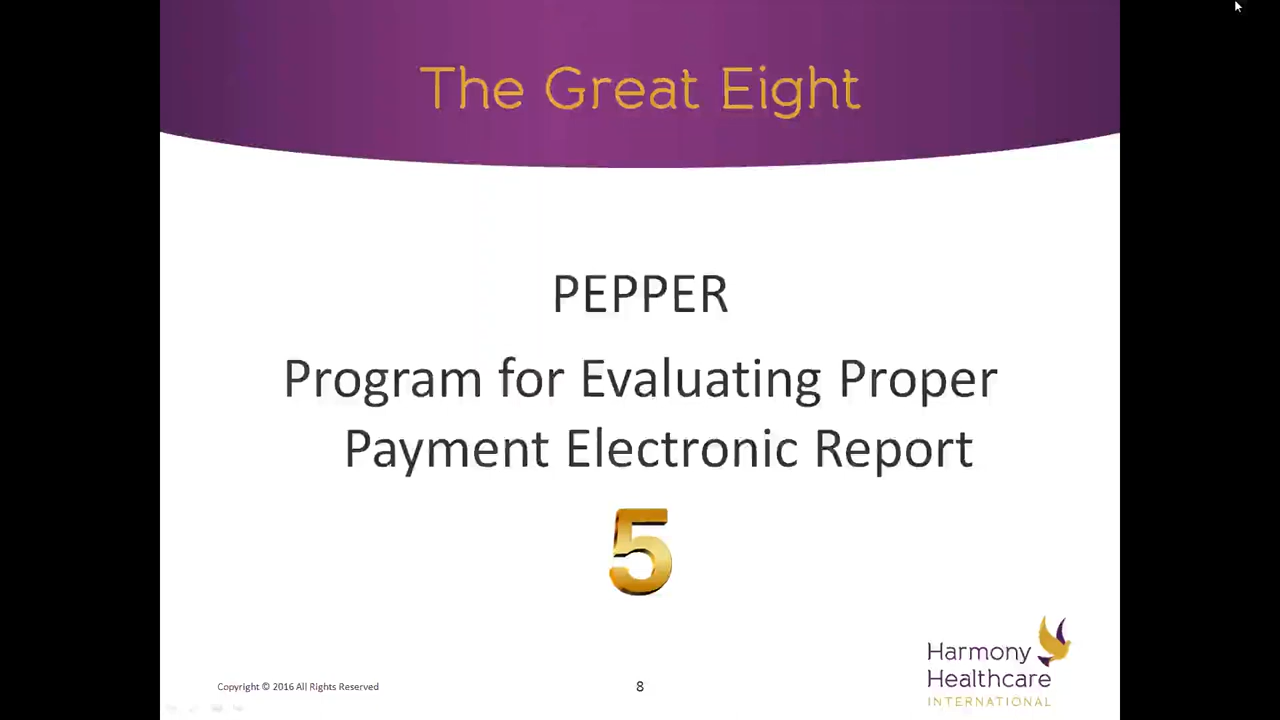 The Great Eight
PEPPER
Program for Evaluating Proper
Payment Electronic Report
5
Harmony
Healthcare
INTERNATIONAL
Copyright © 2016 All Rights Reserved
8